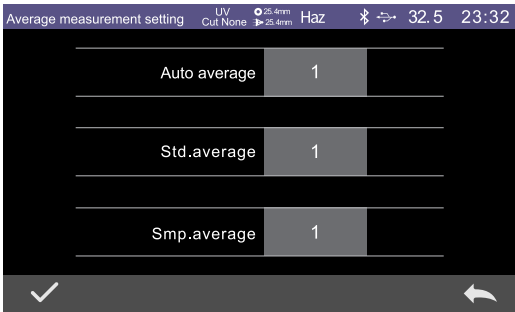 Average measurement setting UV Cut None 25.4mm 25.4mm Haz 32.5 23:32
Auto average 1
Std.average 1
Smp.average 1